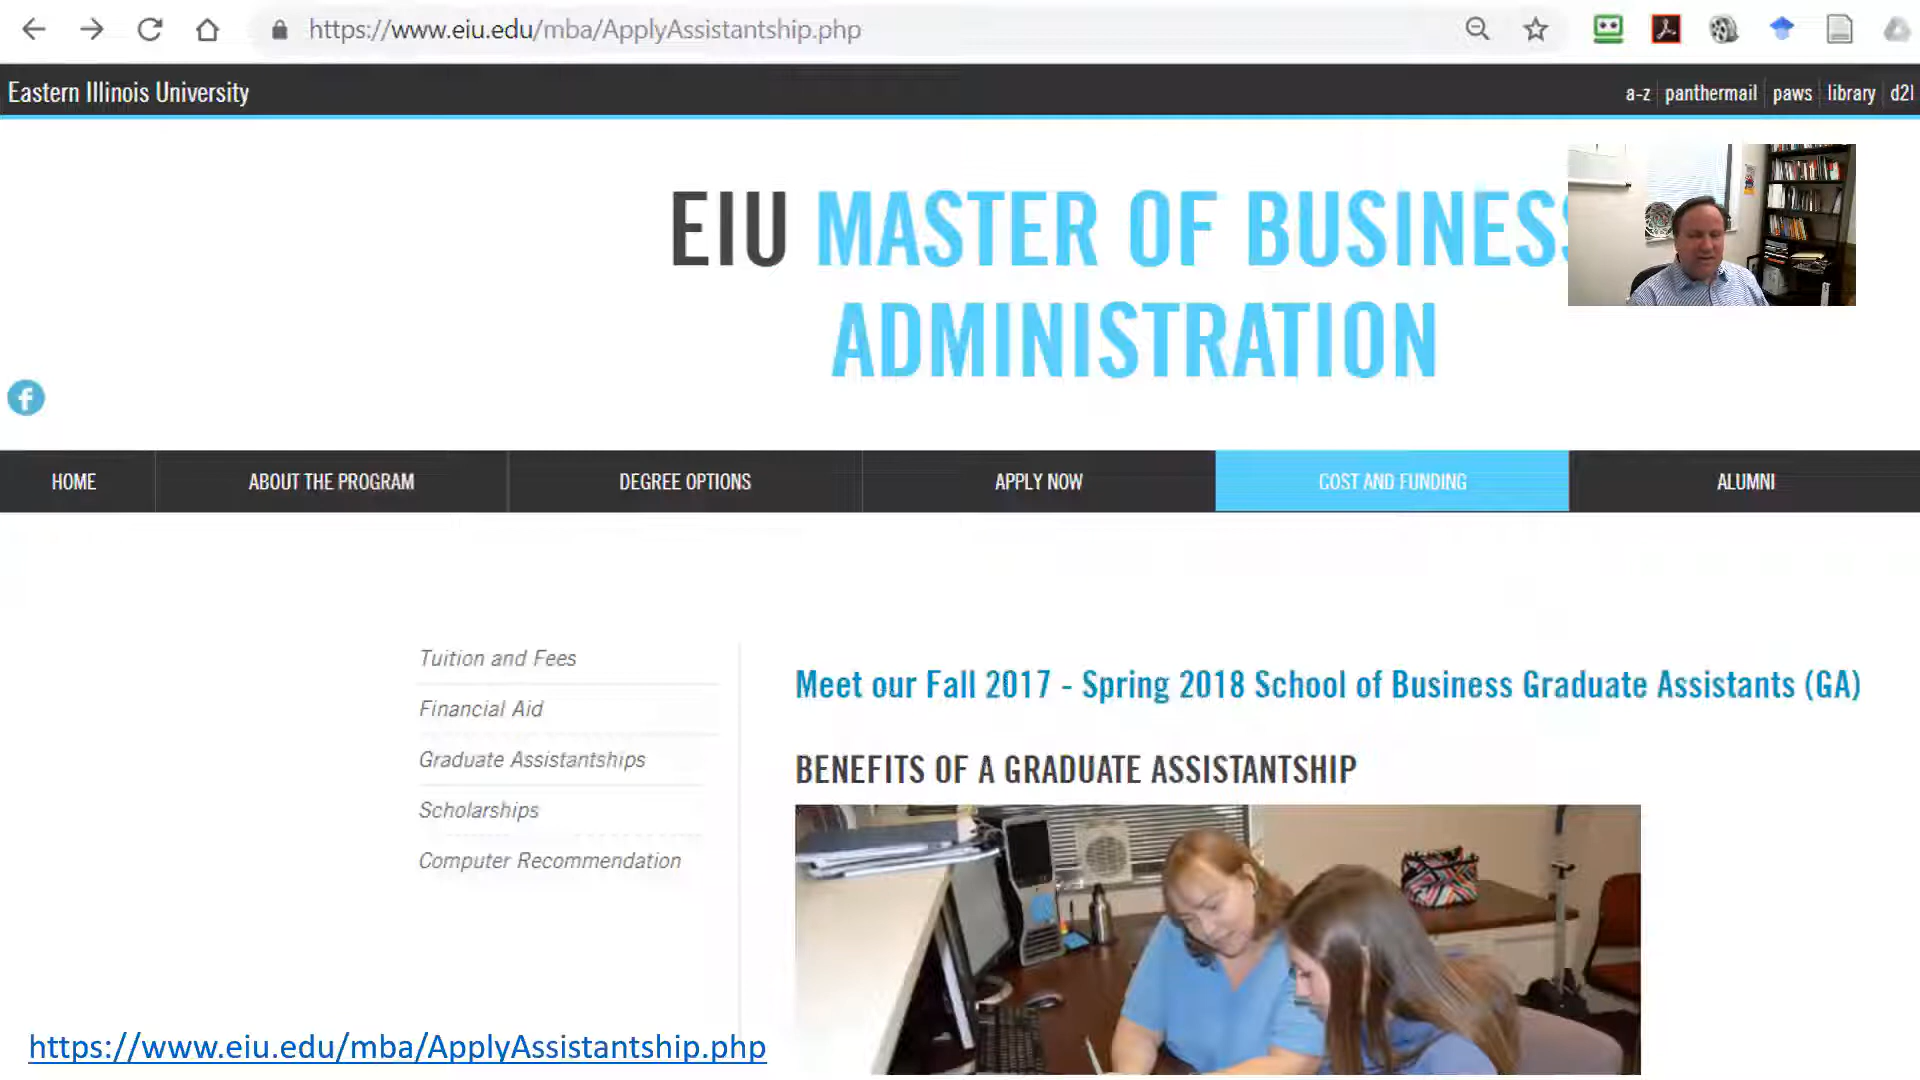 https://www.eiu.edu/mba/ApplyAssistantship.php
Eastern Illinois University
a-z panthermail paws library d2l
EIU MASTER OF BUSINESS
ADMINISTRATION
HOME ABOUT THE PROGRAM DEGREE OPTIONS APPLY NOW COST AND FUNDING ALUMNI
Tuition and Fees
Financial Aid
Graduate Assistantships
Scholarships
Computer Recommendation
Meet our Fall 2017 - Spring 2018 School of Business Graduate Assistants (GA)
BENEFITS OF A GRADUATE ASSISTANTSHIP
https://www.eiu.edu/mba/ApplyAssistantship.php